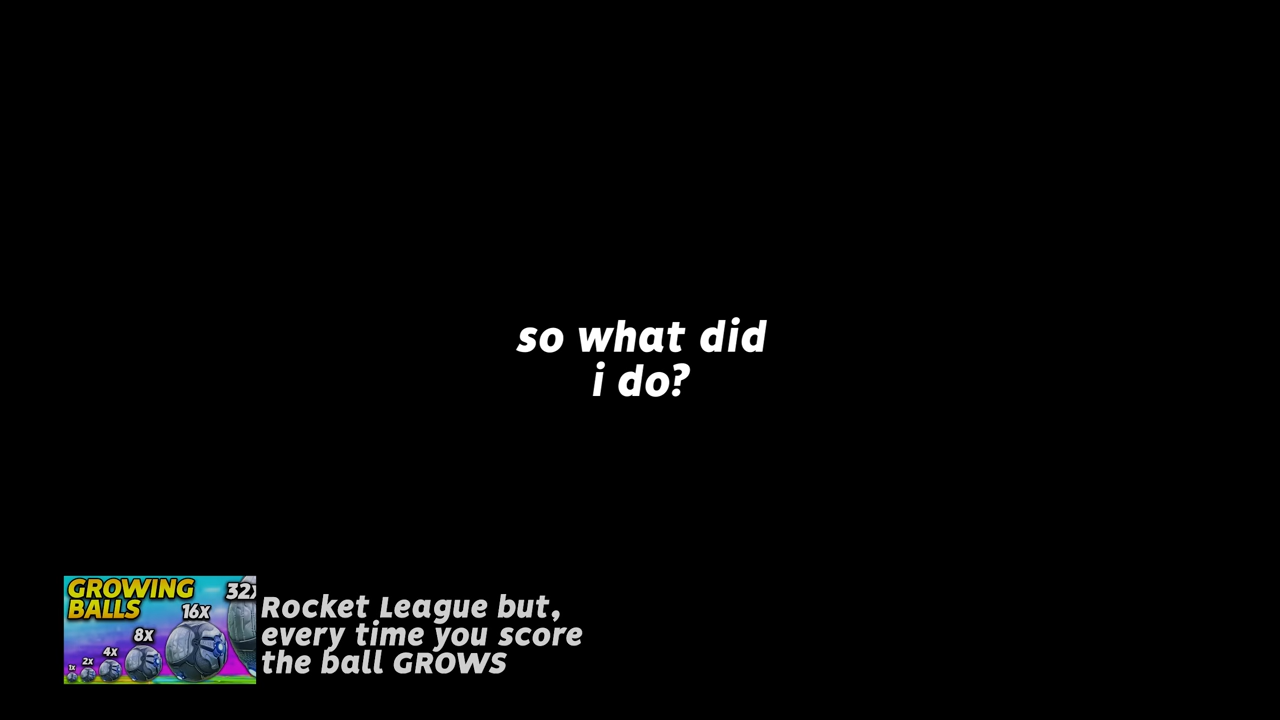 so what did
i do?
GROWING
BALLS
1x
2x
4x
8x
16x
32x
Rocket League but,
every time you score
the ball GROWS